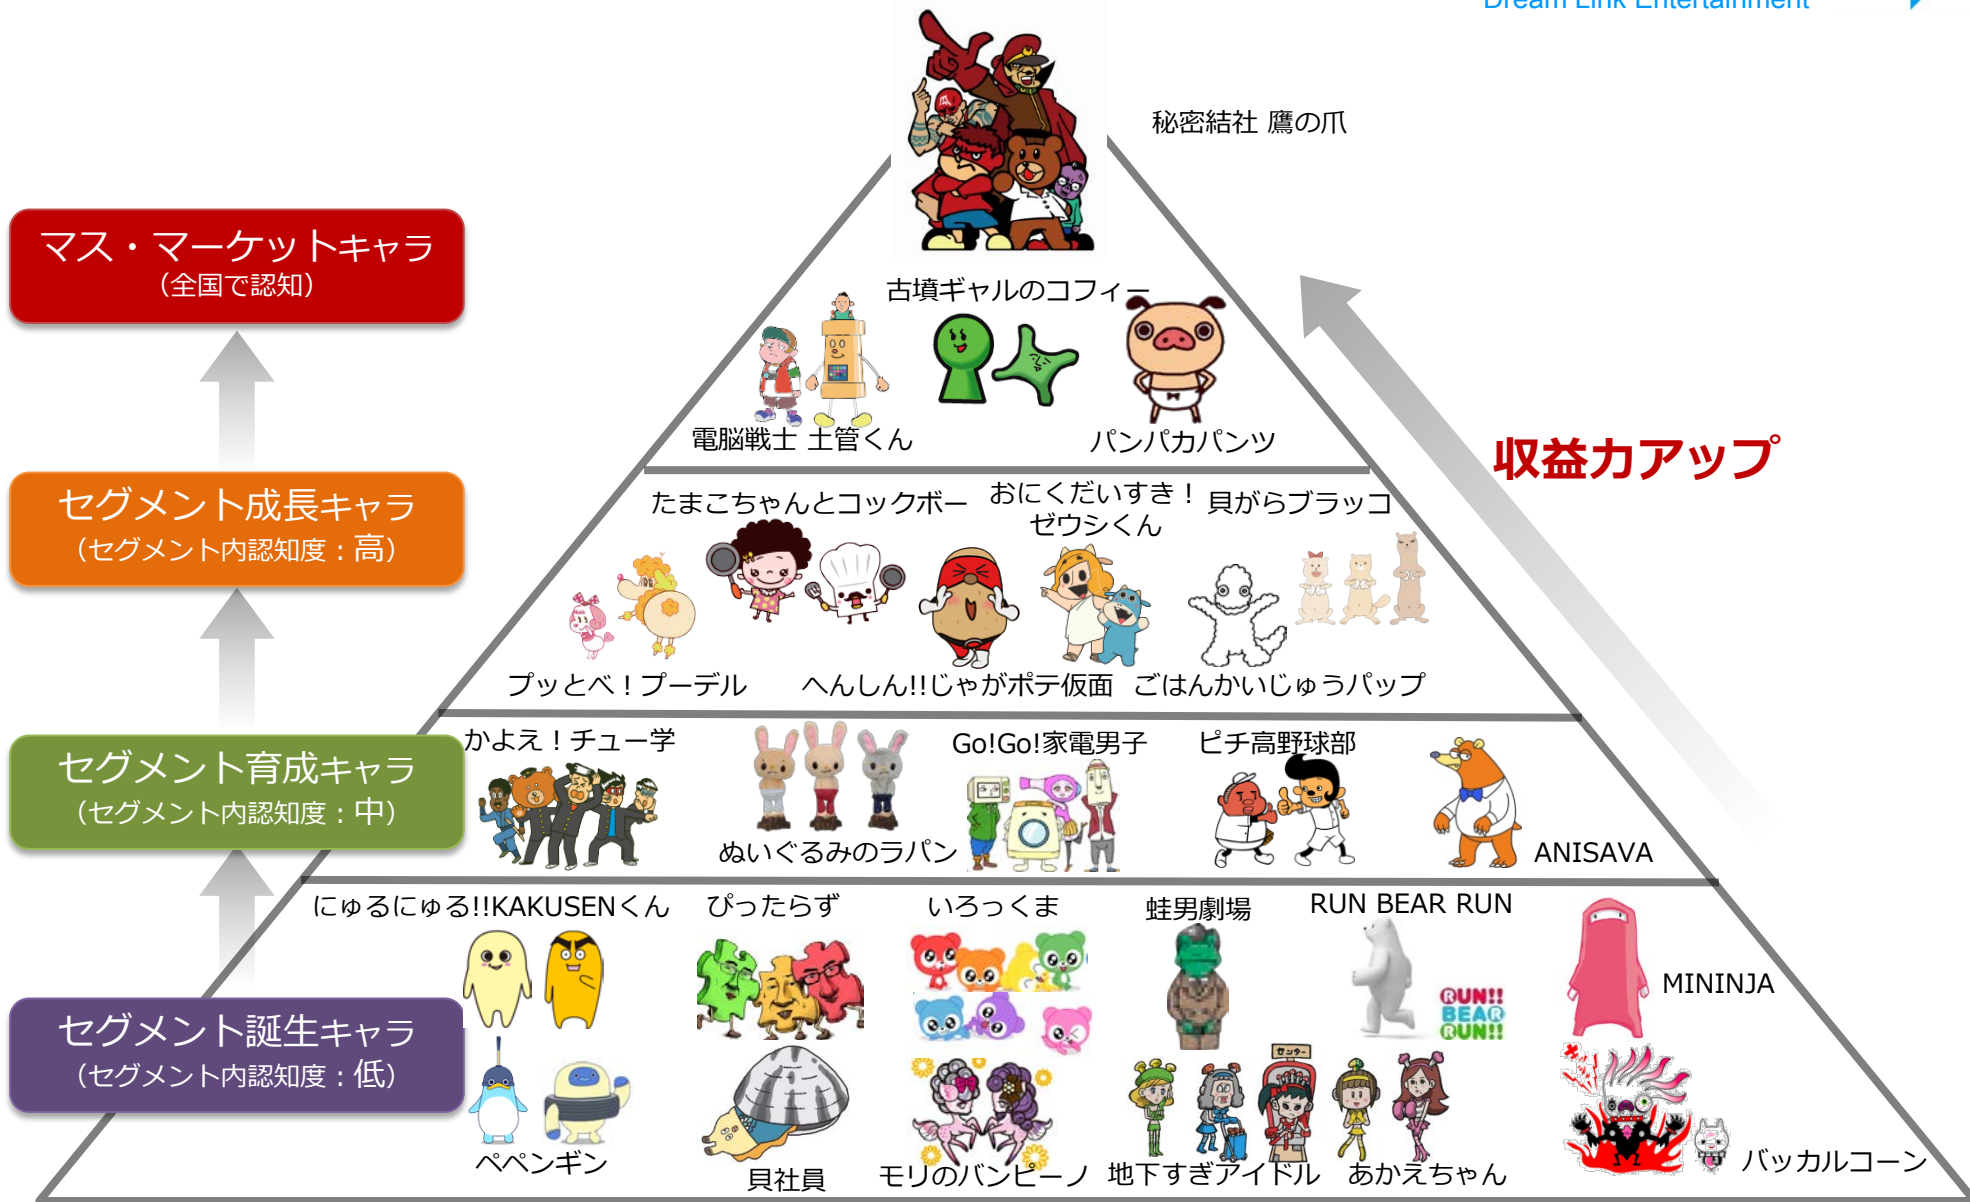 Dream Link Entertainment
秘密結社 鷹の爪
マス・マーケットキャラ
（全国で認知）
古墳ギャルのコフィー
電脳戦士 土管くん
パンパカパンツ
収益力アップ
セグメント成長キャラ
（セグメント内認知度：高）
たまこちゃんとコックボー
おにくだいすき！
ゼウシくん
貝がらブラッコ
プッとべ！プーデル
へんしん!!じゃがポテ仮面
ごはんかいじゅうパップ
セグメント育成キャラ
（セグメント内認知度：中）
かよえ！チュー学
Go!Go!家電男子
ピチ高野球部
ぬいぐるみのラパン
ANISAVA
にゅるにゅる!!KAKUSENくん
ぴったらず
いろっくま
蛙男劇場
RUN BEAR RUN
RUN!!
BEAR
RUN!!
MININJA
セグメント誕生キャラ
（セグメント内認知度：低）
センター
ペペンギン
貝社員
モリのバンピーノ
地下すぎアイドル
あかえちゃん
バッカルコーン